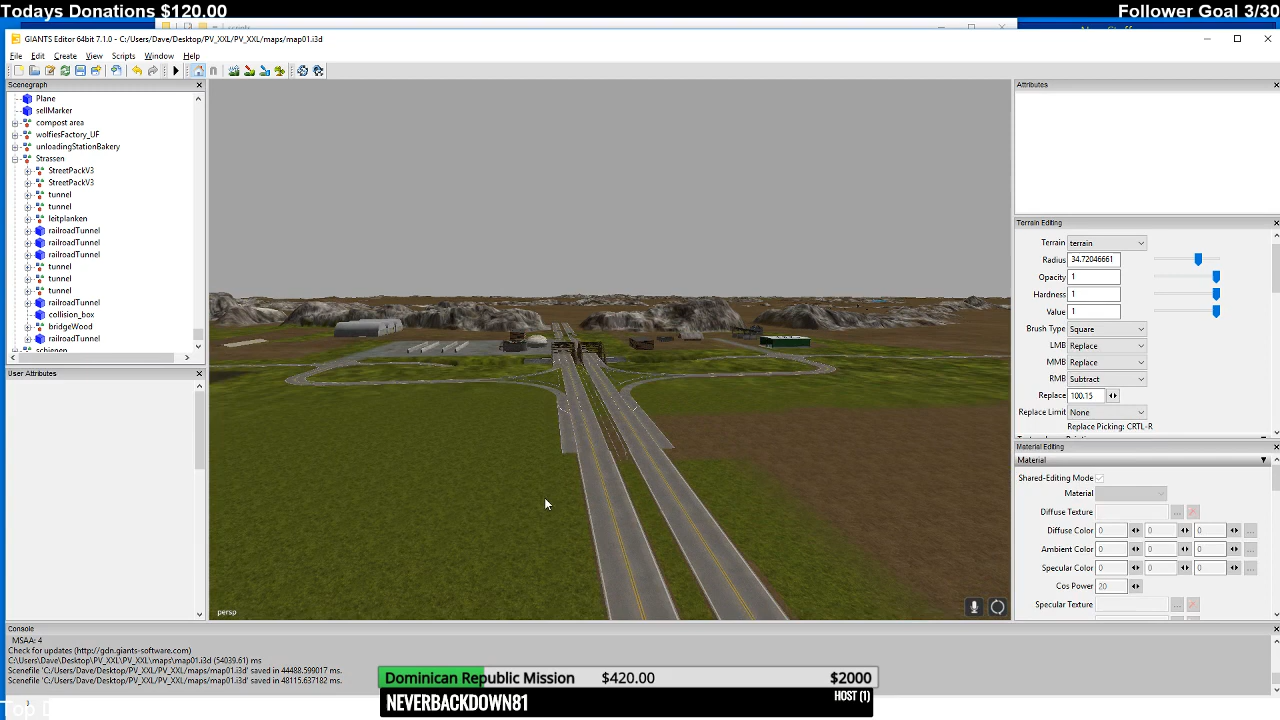 Todays Donations $120.00
Follower Goal 3/30
GIANTS Editor 64bit 7.1.0 - C:/Users/Dave/Desktop/PV_XXL/PV_XXL/maps/map01.i3d
File Edit Create View Scripts Window Help
Scenegraph
Plane
sellMarker
compost area
wolfiesFactory_UF
unloadingStationBakery
Strassen
StreetPackV3
StreetPackV3
tunnel
tunnel
leitplanken
railroadTunnel
railroadTunnel
railroadTunnel
tunnel
tunnel
tunnel
railroadTunnel
collision_box
bridgeWood
railroadTunnel
schienen
User Attributes
persp
Attributes
Terrain Editing
Terrain terrain
Radius 34.72046661
Opacity 1
Hardness 1
Value 1
Brush Type Square
LMB Replace
MMB Replace
RMB Subtract
Replace 100.15
Replace Limit None
Replace Picking: CRTL-R
Material Editing
Material
Shared-Editing Mode
Material
Diffuse Texture ...
Diffuse Color 0 0 0 ...
Ambient Color 0 0 0 ...
Specular Color 0 0 0 ...
Cos Power 20
Specular Texture ...
Console
MSAA: 4
Check for updates (http://gdn.giants-software.com)
C:\Users\Dave\Desktop\PV_XXL\PV_XXL\maps\map01.i3d (54039.61) ms
Scenefile 'C:/Users/Dave/Desktop/PV_XXL/PV_XXL/maps/map01.i3d' saved in 44488.599017 ms.
Scenefile 'C:/Users/Dave/Desktop/PV_XXL/PV_XXL/maps/map01.i3d' saved in 48115.637182 ms.
Dominican Republic Mission $420.00 $2000
NEVERBACKDOWN81 HOST (1)
Top D